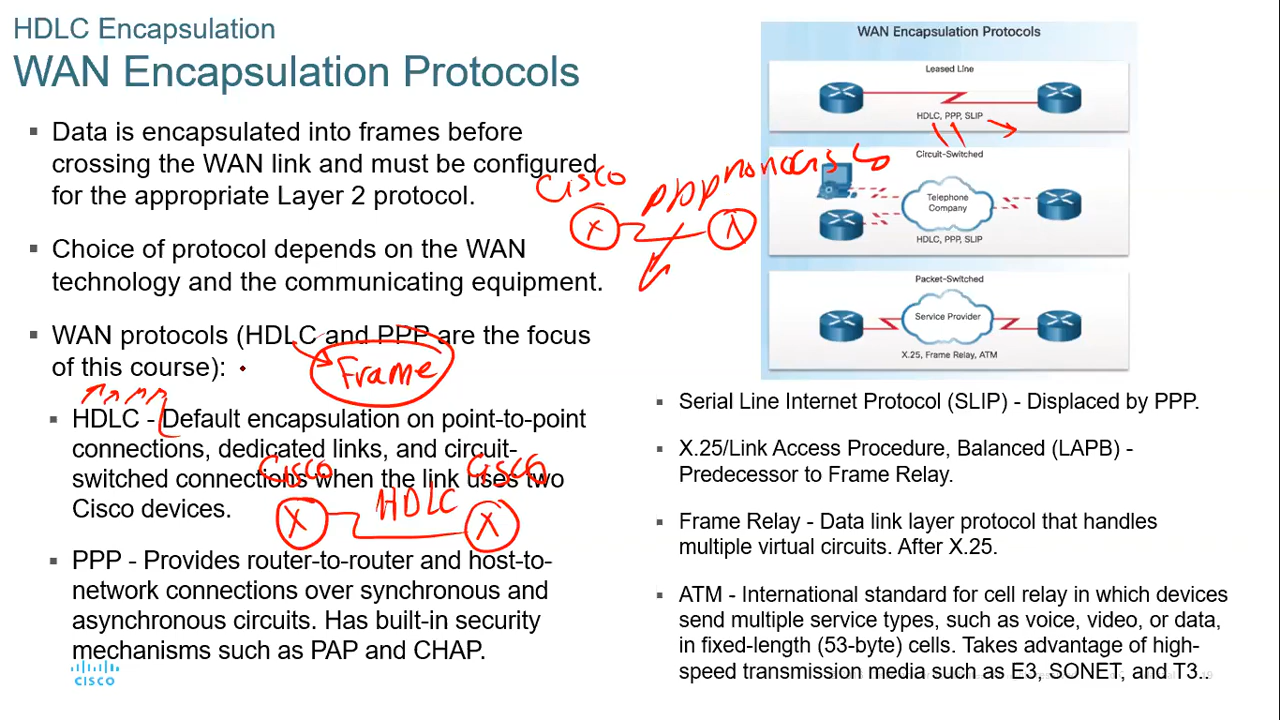 HDLC Encapsulation
WAN Encapsulation Protocols
▪ Data is encapsulated into frames before
crossing the WAN link and must be configured
for the appropriate Layer 2 protocol.
▪ Choice of protocol depends on the WAN
technology and the communicating equipment.
▪ WAN protocols (HDLC and PPP are the focus
of this course):
Frame
▪ HDLC - Default encapsulation on point-to-point
connections, dedicated links, and circuit-
switched connections when the link uses two
Cisco devices.
Cisco
Cisco
X
HDLC
X
▪ PPP - Provides router-to-router and host-to-
network connections over synchronous and
asynchronous circuits. Has built-in security
mechanisms such as PAP and CHAP.
CISCO
Cisco
PPP
nonCisco
X
WAN Encapsulation Protocols
Leased Line
HDLC, PPP, SLIP
Circuit-Switched
Telephone
Company
HDLC, PPP, SLIP
Packet-Switched
Service Provider
X.25, Frame Relay, ATM
▪ Serial Line Internet Protocol (SLIP) - Displaced by PPP.
▪ X.25/Link Access Procedure, Balanced (LAPB) -
Predecessor to Frame Relay.
▪ Frame Relay - Data link layer protocol that handles
multiple virtual circuits. After X.25.
▪ ATM - International standard for cell relay in which devices
send multiple service types, such as voice, video, or data,
in fixed-length (53-byte) cells. Takes advantage of high-
speed transmission media such as E3, SONET, and T3..